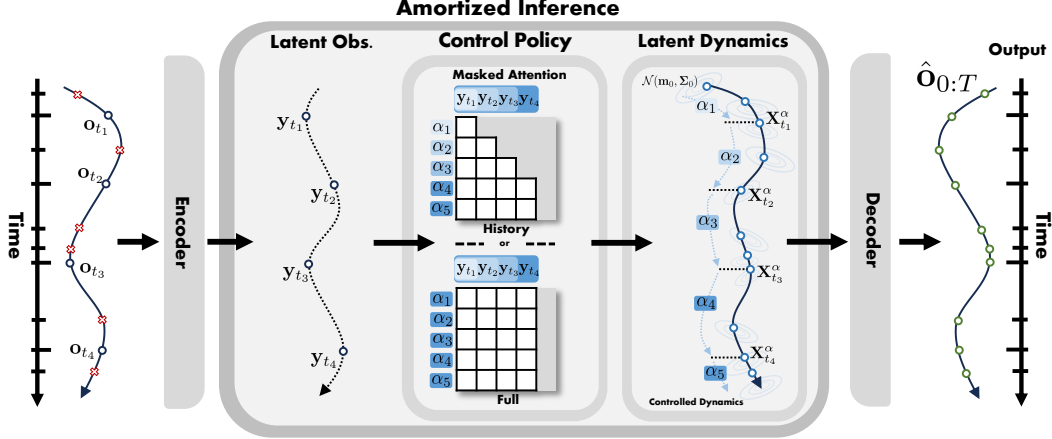 Amortized Inference
Latent Obs.
Control Policy
Latent Dynamics
Output
Masked Attention
y_{t_1} y_{t_2} y_{t_3} y_{t_4}
α_1
α_2
α_3
α_4
α_5
History
or
y_{t_1} y_{t_2} y_{t_3} y_{t_4}
α_1
α_2
α_3
α_4
α_5
Full
Time
o_{t_1}
o_{t_2}
o_{t_3}
o_{t_4}
Encoder
y_{t_1}
y_{t_2}
y_{t_3}
y_{t_4}
N(m_0, Σ_0)
α_1
X^α_{t_1}
α_2
X^α_{t_2}
α_3
X^α_{t_3}
α_4
X^α_{t_4}
α_5
Controlled Dynamics
Decoder
Ô_{0:T}
Time